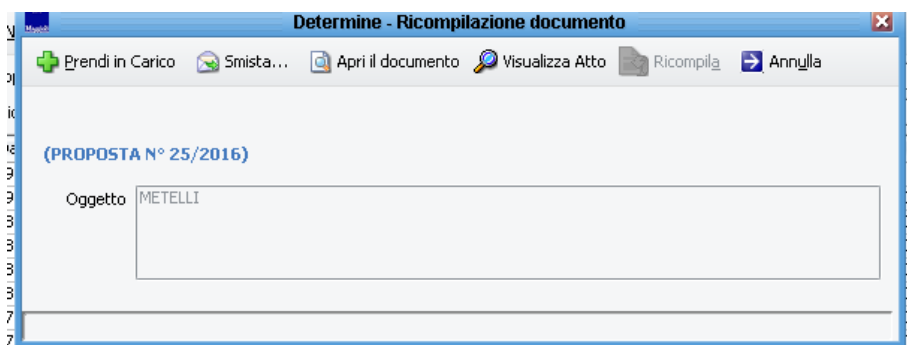 Determine - Ricompilazione documento
Prendi in Carico Smista... Apri il documento Visualizza Atto Ricompila Annulla
(PROPOSTA N° 25/2016)
Oggetto METELLI